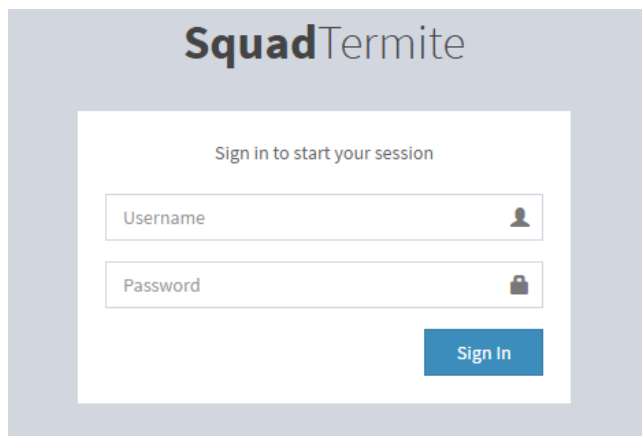 SquadTermite
Sign in to start your session
Username
Password
Sign In